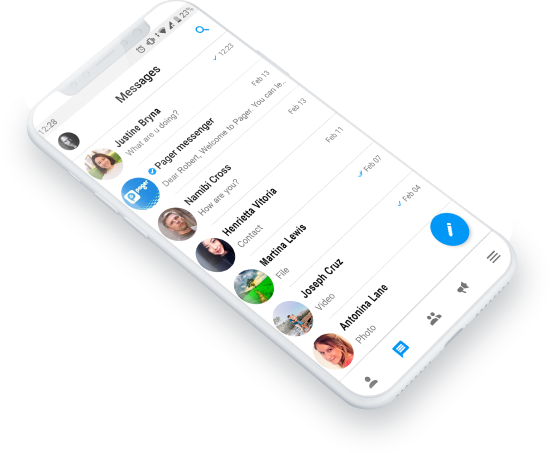 12:28
23%
Messages
Justine Bryna
12:23
What are u doing?
Pager messenger
Feb 13
Dear Robert, Welcome to Pager. You can le..
pager
Namibi Cross
Feb 13
How are you?
Henrietta Vitoria
Feb 11
Contact
Martina Lewis
Feb 07
File
Joseph Cruz
Feb 04
Video
Antonina Lane
Photo
i